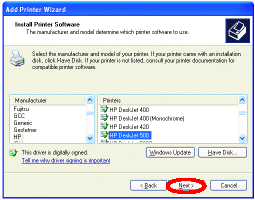 Add Printer Wizard
Install Printer Software
The manufacturer and model determine which printer software to use.
Select the manufacturer and model of your printer. If your printer came with an installation
disk, click Have Disk. If your printer is not listed, consult your printer documentation for
compatible printer software.
Manufacturer
Fujitsu
GCC
Generic
Gestetner
HP
Printers
HP DeskJet 400
HP DeskJet 400 (Monochrome)
HP DeskJet 420
HP DeskJet 500
This driver is digitally signed.
Tell me why driver signing is important
Windows Update
Have Disk...
< Back
Next >
Cancel